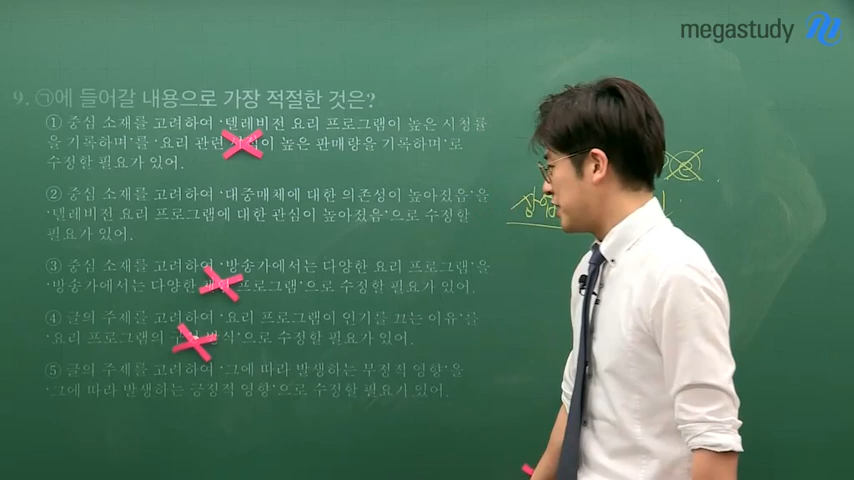 megastudy
9. ㉠에 들어갈 내용으로 가장 적절한 것은?
① 중심 소재를 고려하여 '텔레비전 요리 프로그램이 높은 시청률
을 기록하며'를 '요리 관련 이 높은 판매량을 기록하며'로
수정할 필요가 있어.
② 중심 소재를 고려하여 '대중매체에 대한 의존성이 높아졌음'을
'텔레비전 요리 프로그램에 대한 관심이 높아졌음'으로 수정할
필요가 있어.
③ 중심 소재를 고려하여 '방송가에서는 다양한 요리 프로그램'을
'방송가에서는 다양한 프로그램'으로 수정할 필요가 있어.
④ 글의 주제를 고려하여 '요리 프로그램이 인기를 끄는 이유'를
'요리 프로그램의 방식'으로 수정할 필요가 있어.
⑤ 글의 주제를 고려하여 '그에 따라 발생하는 부정적 영향'을
'그에 따라 발생하는 긍정적 영향'으로 수정할 필요가 있어.